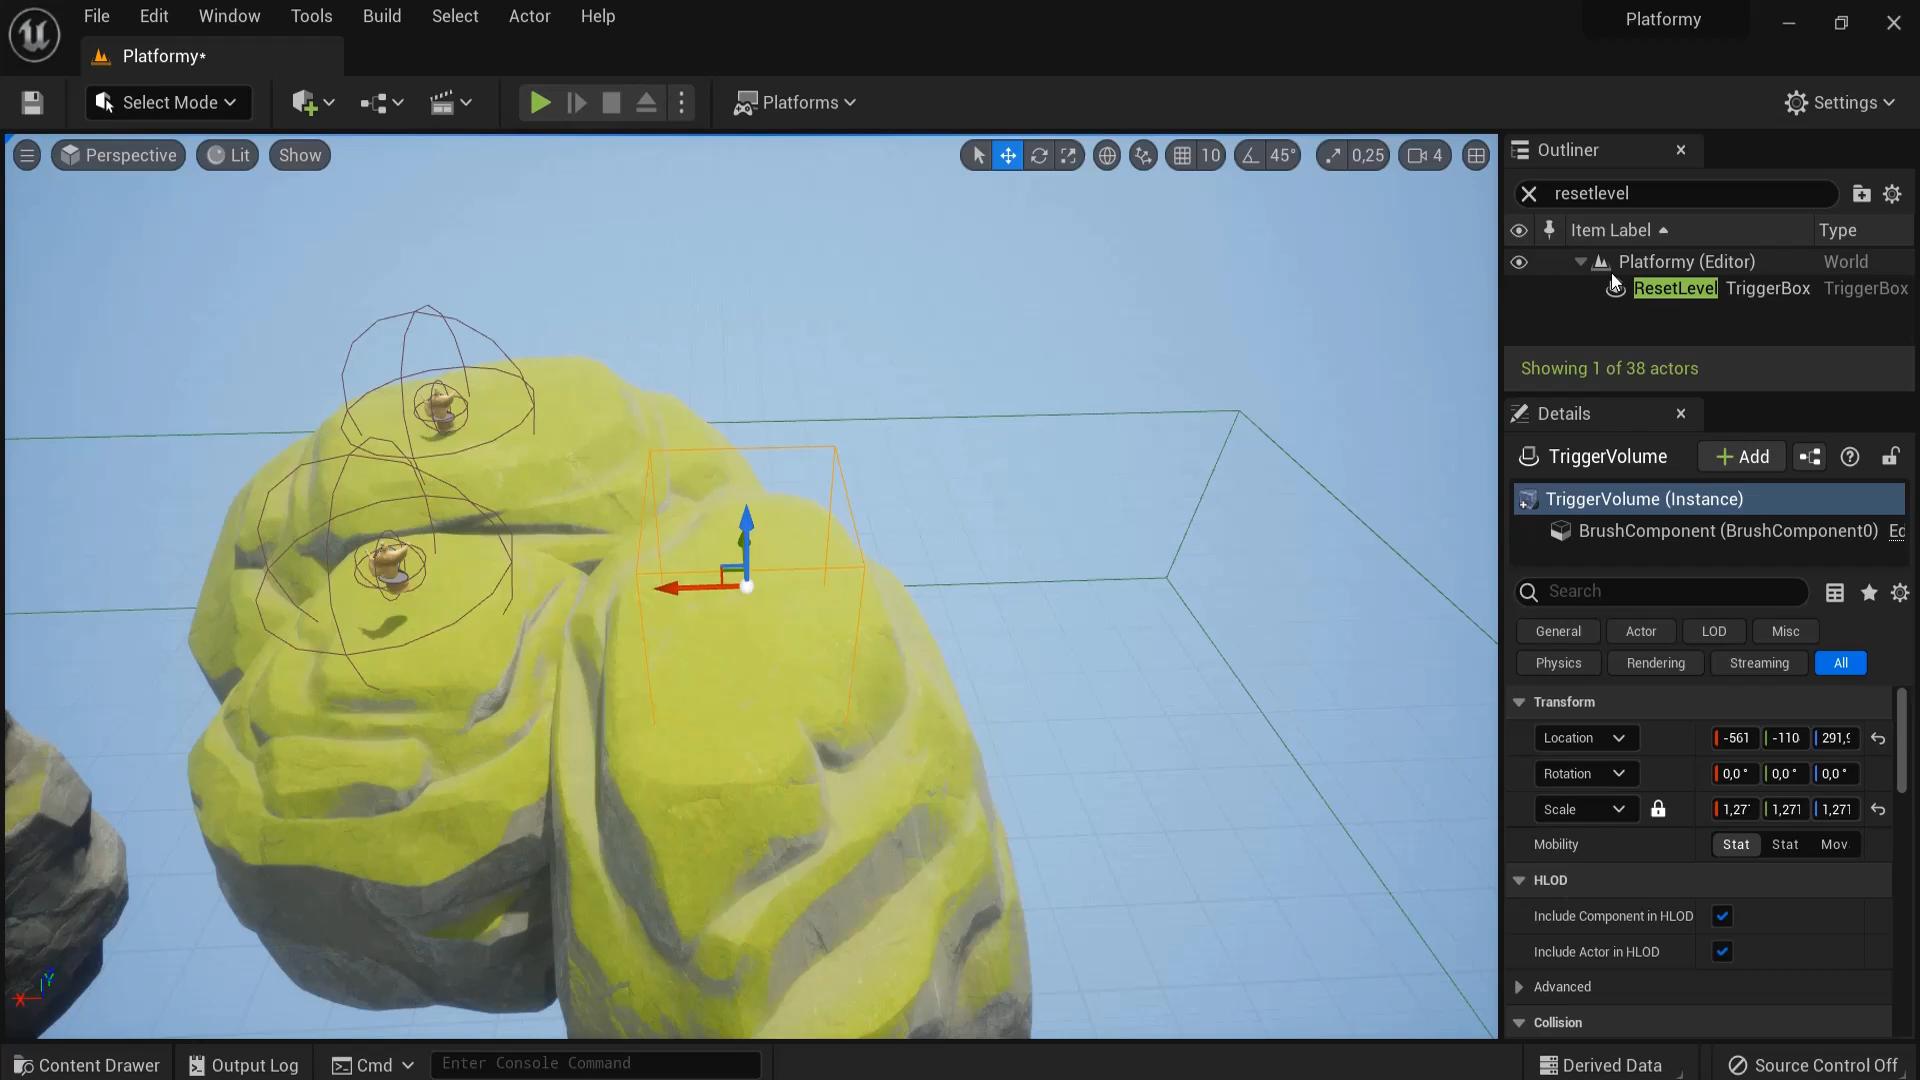 File Edit Window Tools Build Select Actor Help
Platformy
Platformy*
Select Mode
Platforms
Settings
Perspective Lit Show
10 45° 0,25 4
Outliner
resetlevel
Item Label Type
Platformy (Editor) World
ResetLevel TriggerBox TriggerBox
Showing 1 of 38 actors
Details
TriggerVolume Add
TriggerVolume (Instance)
BrushComponent (BrushComponent0) Ed
Search
General Actor LOD Misc
Physics Rendering Streaming All
Transform
Location -561 -110 291,9
Rotation 0,0° 0,0° 0,0°
Scale 1,27 1,271 1,271
Mobility Stat Stat Mov
HLOD
Include Component in HLOD
Include Actor in HLOD
Advanced
Collision
X Y
Content Drawer Output Log Cmd Enter Console Command Derived Data Source Control Off